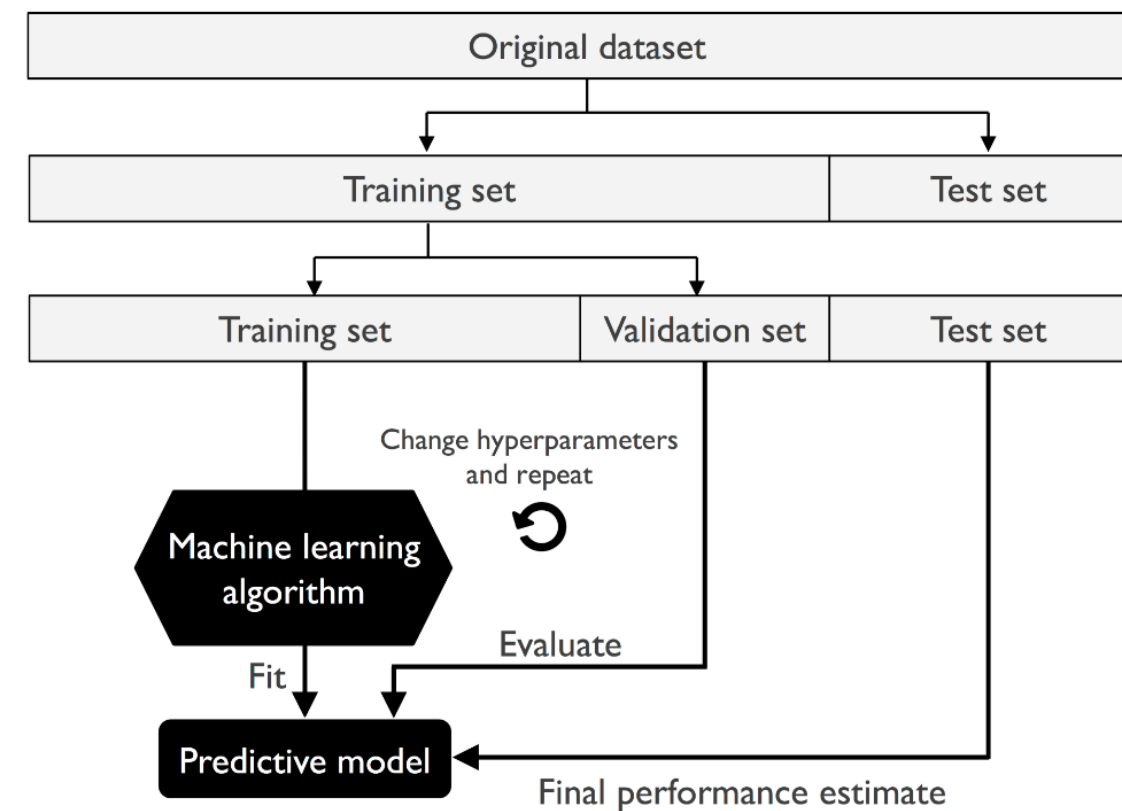 Original dataset
Training set
Test set
Training set
Validation set
Test set
Change hyperparameters
and repeat
Machine learning
algorithm
Evaluate
Fit
Predictive model
Final performance estimate